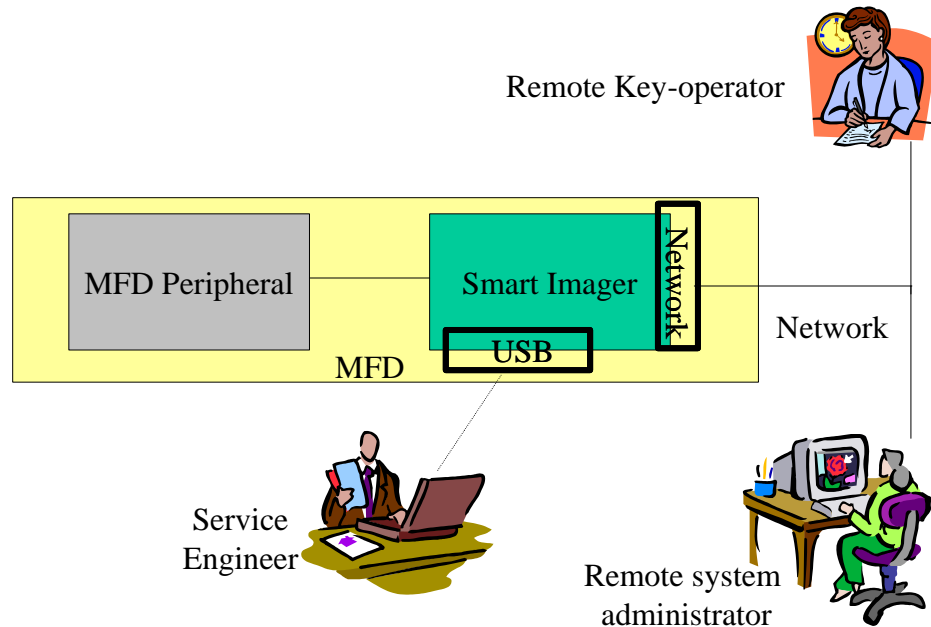 Remote Key-operator
MFD Peripheral
Smart Imager
Network
USB
MFD
Network
Service
Engineer
Remote system
administrator